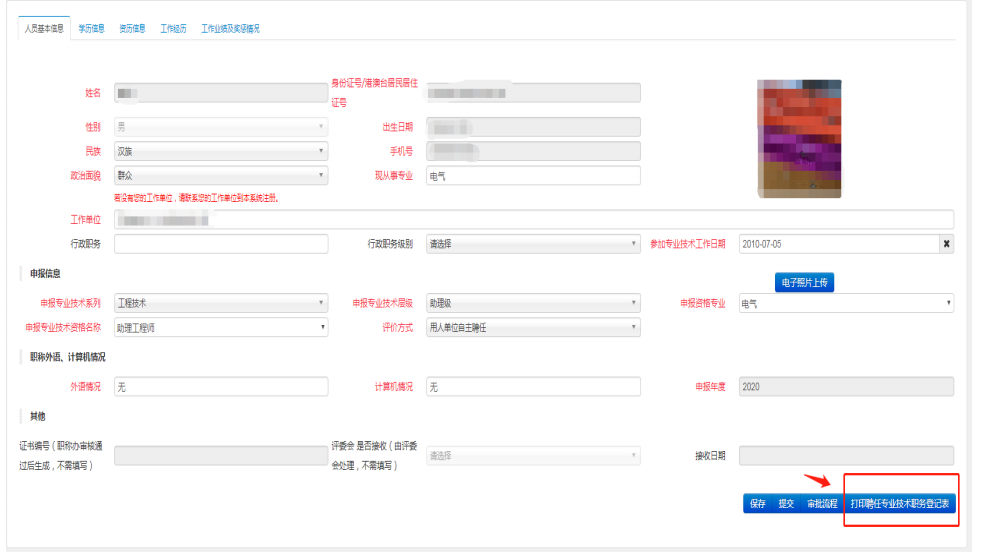 人员基本信息 学历信息 资历信息 工作经历 工作业绩及奖惩情况
姓名 身份证号/港澳台居民居住
证号
性别 男 出生日期
民族 汉族 手机号
政治面貌 群众 现从事专业 电气
若没有您的工作单位,请联系您的工作单位到本系统注册。
工作单位
行政职务 行政职务级别 请选择 参加专业技术工作日期 2010-07-05 x
申报信息
电子照片上传
申报专业技术系列 工程技术 申报专业技术层级 助理级 申报资格专业 电气
申报专业技术资格名称 助理工程师 评价方式 用人单位自主聘任
职称外语、计算机情况
外语情况 无 计算机情况 无 申报年度 2020
其他
证书编号(职称办审核通 评委会 是否接收(由评委
过后生成,不需填写) 会处理,不需填写) 请选择 接收日期
保存 提交 审批流程 打印聘任专业技术职务登记表